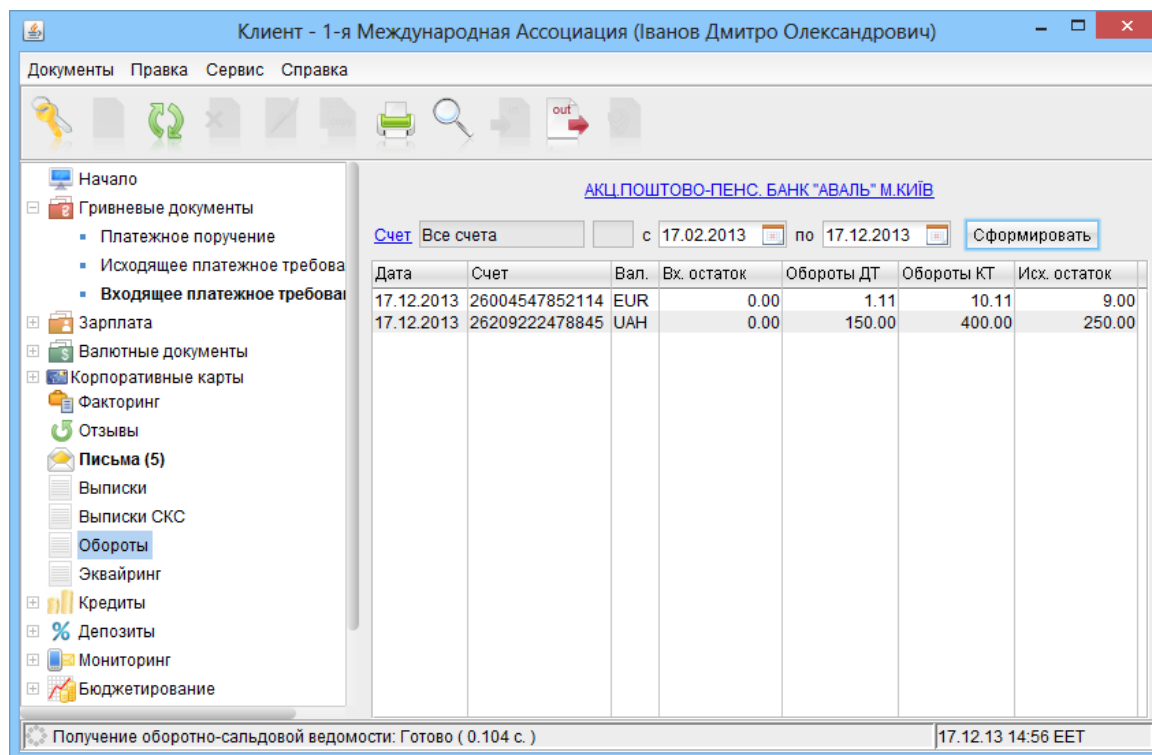 Клиент - 1-я Международная Ассоциация (Іванов Дмитро Олександрович)
Документы Правка Сервис Справка
out
Начало
Гривневые документы
Платежное поручение
Исходящее платежное требова
Входящее платежное требова
Зарплата
Валютные документы
Корпоративные карты
Факторинг
Отзывы
Письма (5)
Выписки
Выписки СКС
Обороты
Эквайринг
Кредиты
Депозиты
Мониторинг
Бюджетирование
АКЦ.ПОШТОВО-ПЕНС. БАНК "АВАЛЬ" М.КИЇВ
Счет Все счета с 17.02.2013 по 17.12.2013 Сформировать
Дата Счет Вал. Вх. остаток Обороты ДТ Обороты КТ Исх. остаток
17.12.2013 26004547852114 EUR 0.00 1.11 10.11 9.00
17.12.2013 26209222478845 UAH 0.00 150.00 400.00 250.00
Получение оборотно-сальдовой ведомости: Готово ( 0.104 с. ) 17.12.13 14:56 EET